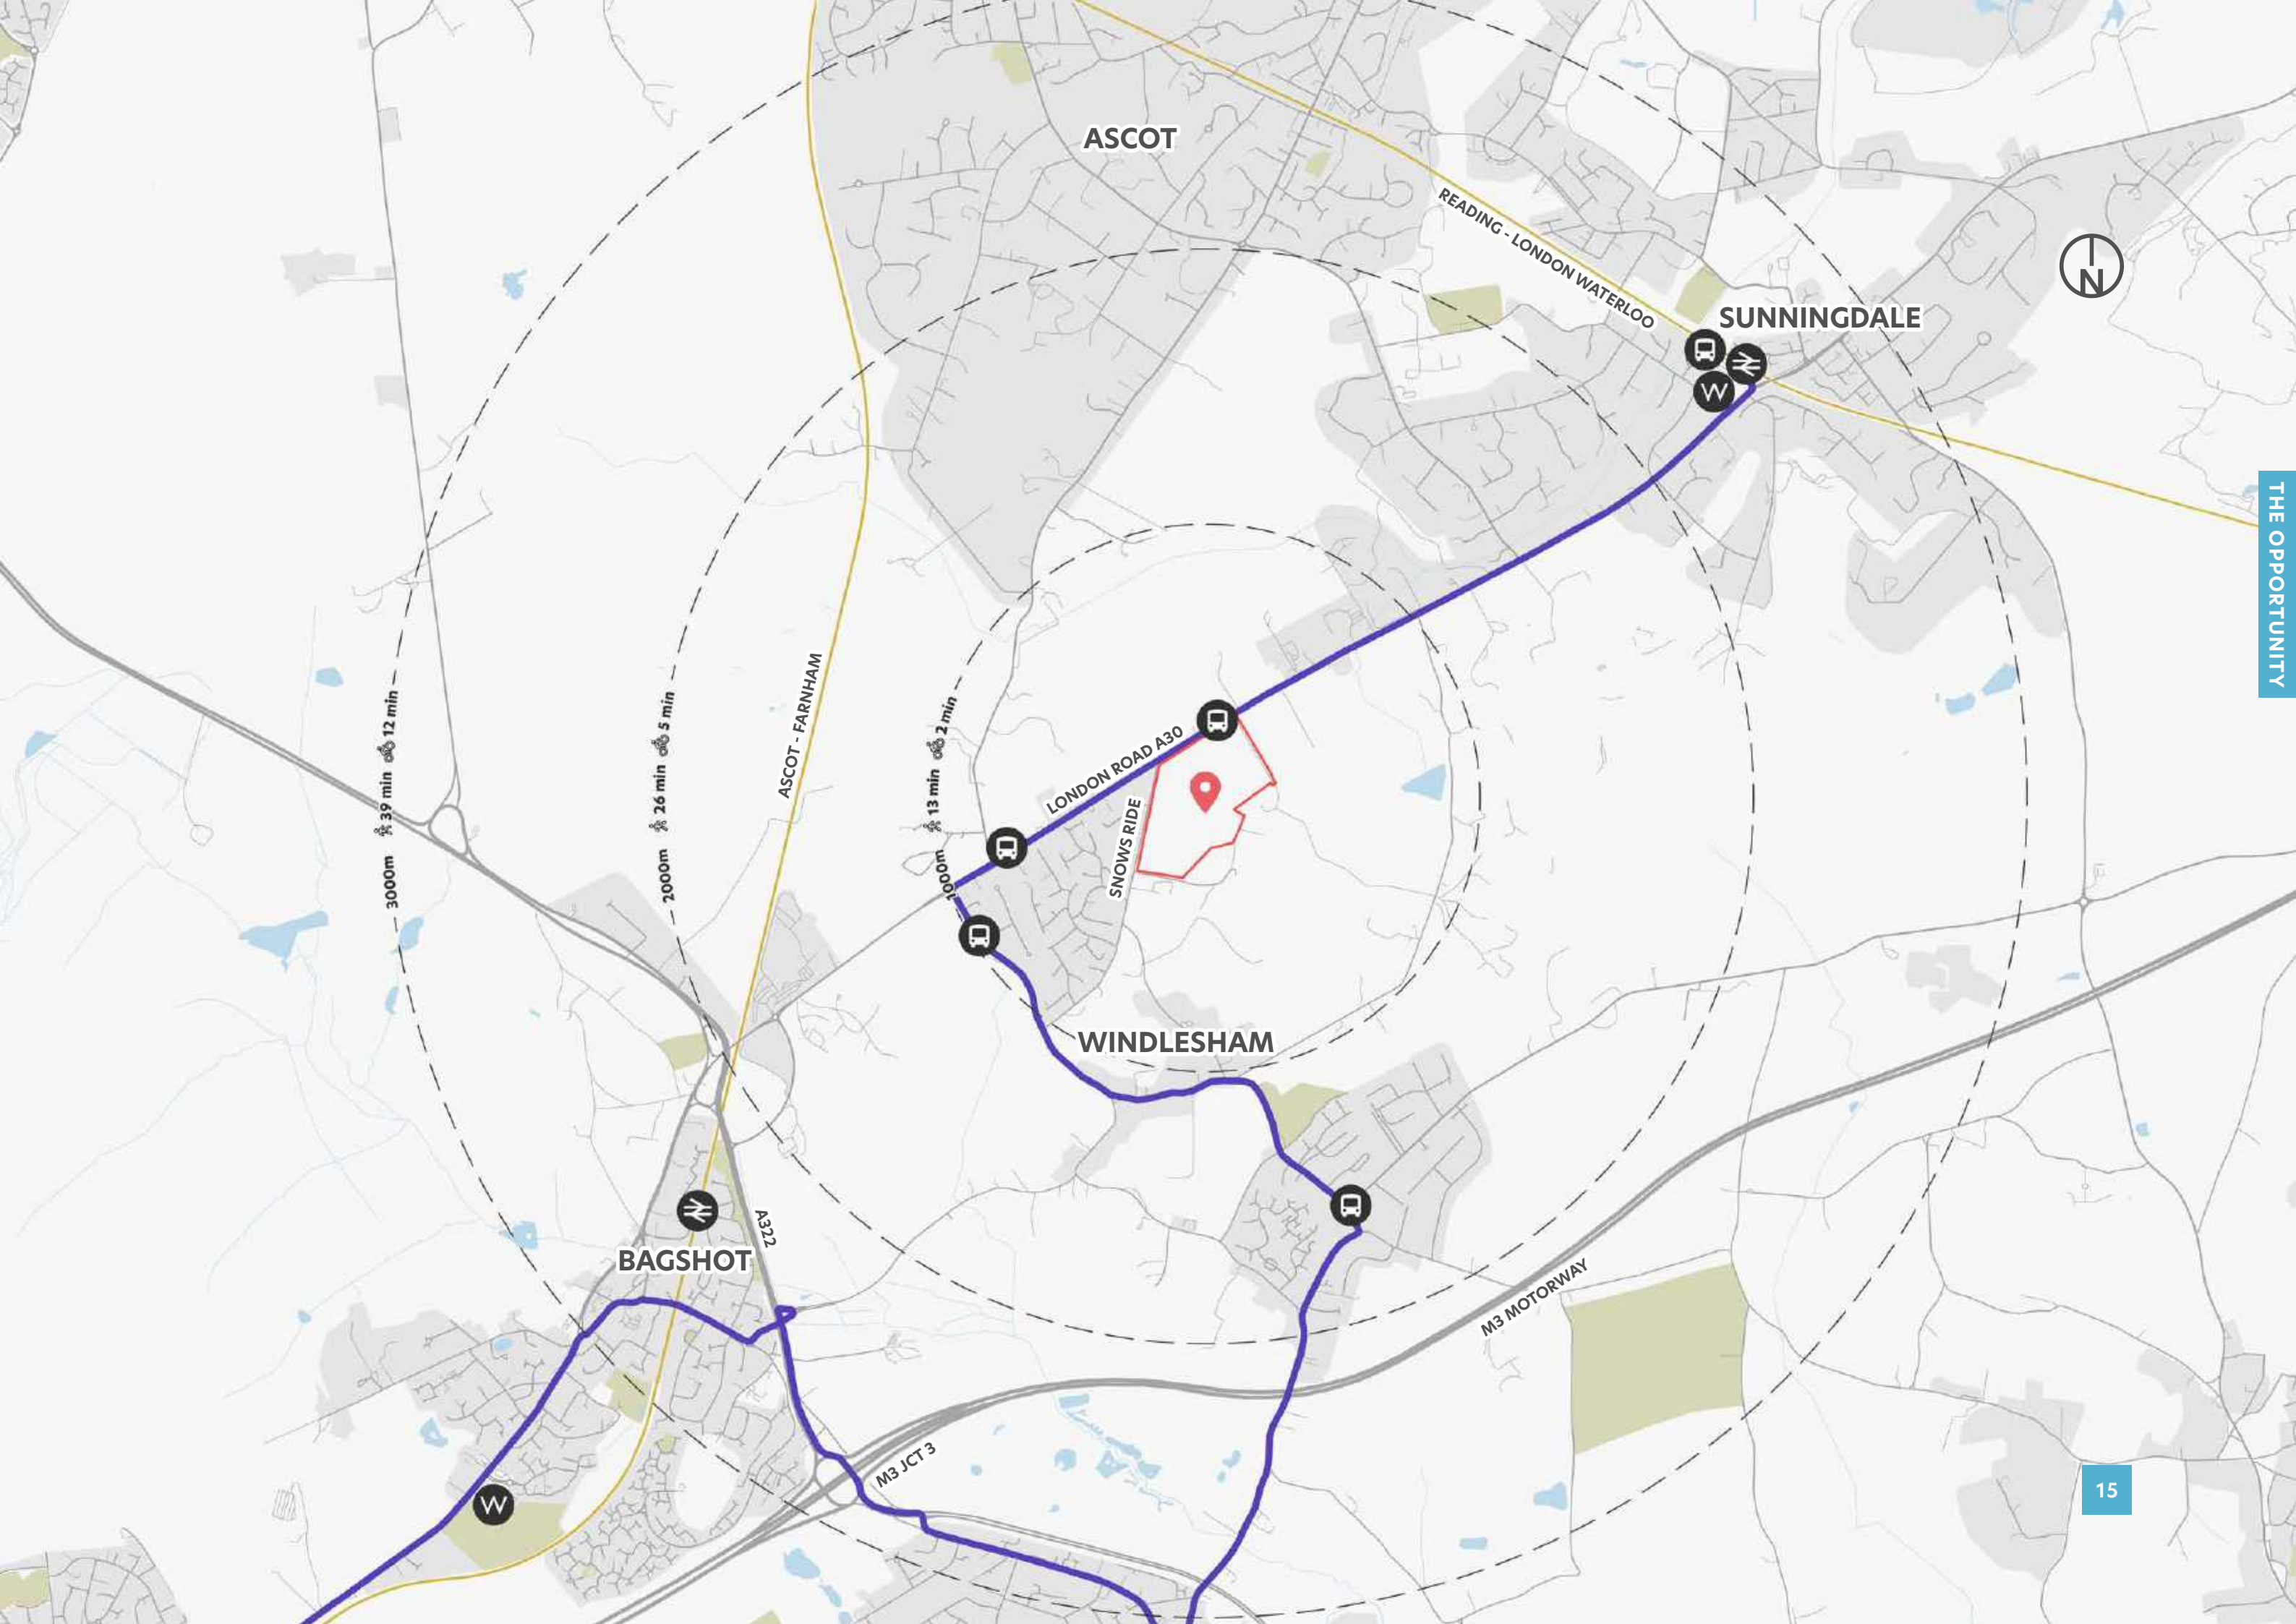 ASCOT
READING - LONDON WATERLOO
N
SUNNINGDALE
W
THE OPPORTUNITY
ASCOT - FARNHAM
3000m 39 min 12 min
2000m 26 min 5 min
1000m 13 min 2 min
LONDON ROAD A30
SNOWS RIDE
WINDLESHAM
A322
BAGSHOT
M3 MOTORWAY
M3 JCT 3
W
15